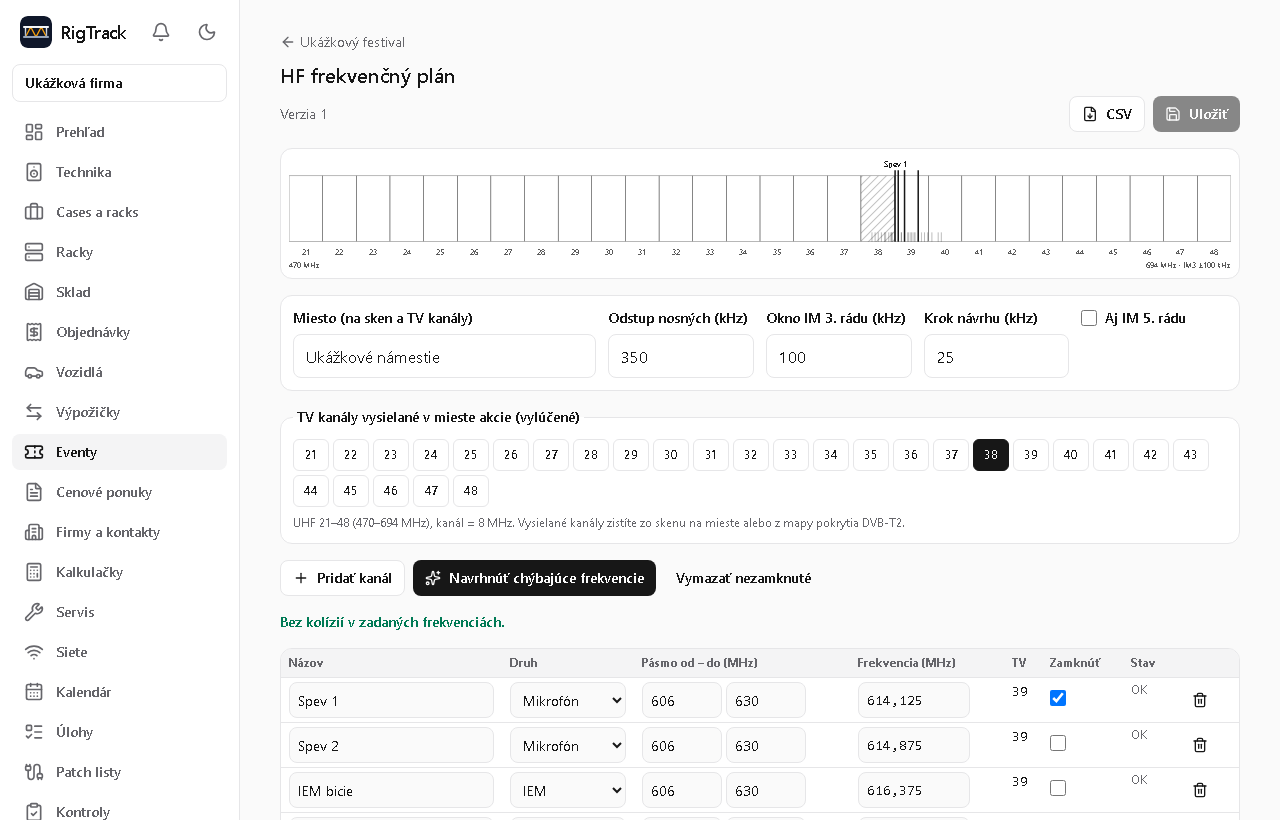 RigTrack
Ukážková firma
Prehľad
Technika
Cases a racks
Racky
Sklad
Objednávky
Vozidlá
Výpožičky
Eventy
Cenové ponuky
Firmy a kontakty
Kalkulačky
Servis
Siete
Kalendár
Úlohy
Patch listy
Kontroly
Ukážkový festival
HF frekvenčný plán
Verzia 1
CSV Uložiť
Spev 1
21 22 23 24 25 26 27 28 29 30 31 32 33 34 35 36 37 38 39 40 41 42 43 44 45 46 47 48
470 MHz 694 MHz · IM3 ±100 kHz
Miesto (na sken a TV kanály) Odstup nosných (kHz) Okno IM 3. rádu (kHz) Krok návrhu (kHz) Aj IM 5. rádu
Ukážkové námestie 350 100 25
TV kanály vysielané v mieste akcie (vylúčené)
21 22 23 24 25 26 27 28 29 30 31 32 33 34 35 36 37 38 39 40 41 42 43
44 45 46 47 48
UHF 21–48 (470–694 MHz), kanál = 8 MHz. Vysielané kanály zistíte zo skenu na mieste alebo z mapy pokrytia DVB-T2.
Pridať kanál Navrhnúť chýbajúce frekvencie Vymazať nezamknuté
Bez kolízií v zadaných frekvenciách.
Názov Druh Pásmo od – do (MHz) Frekvencia (MHz) TV Zamknúť Stav
Spev 1 Mikrofón 606 630 614,125 39 OK
Spev 2 Mikrofón 606 630 614,875 39 OK
IEM bicie IEM 606 630 616,375 39 OK